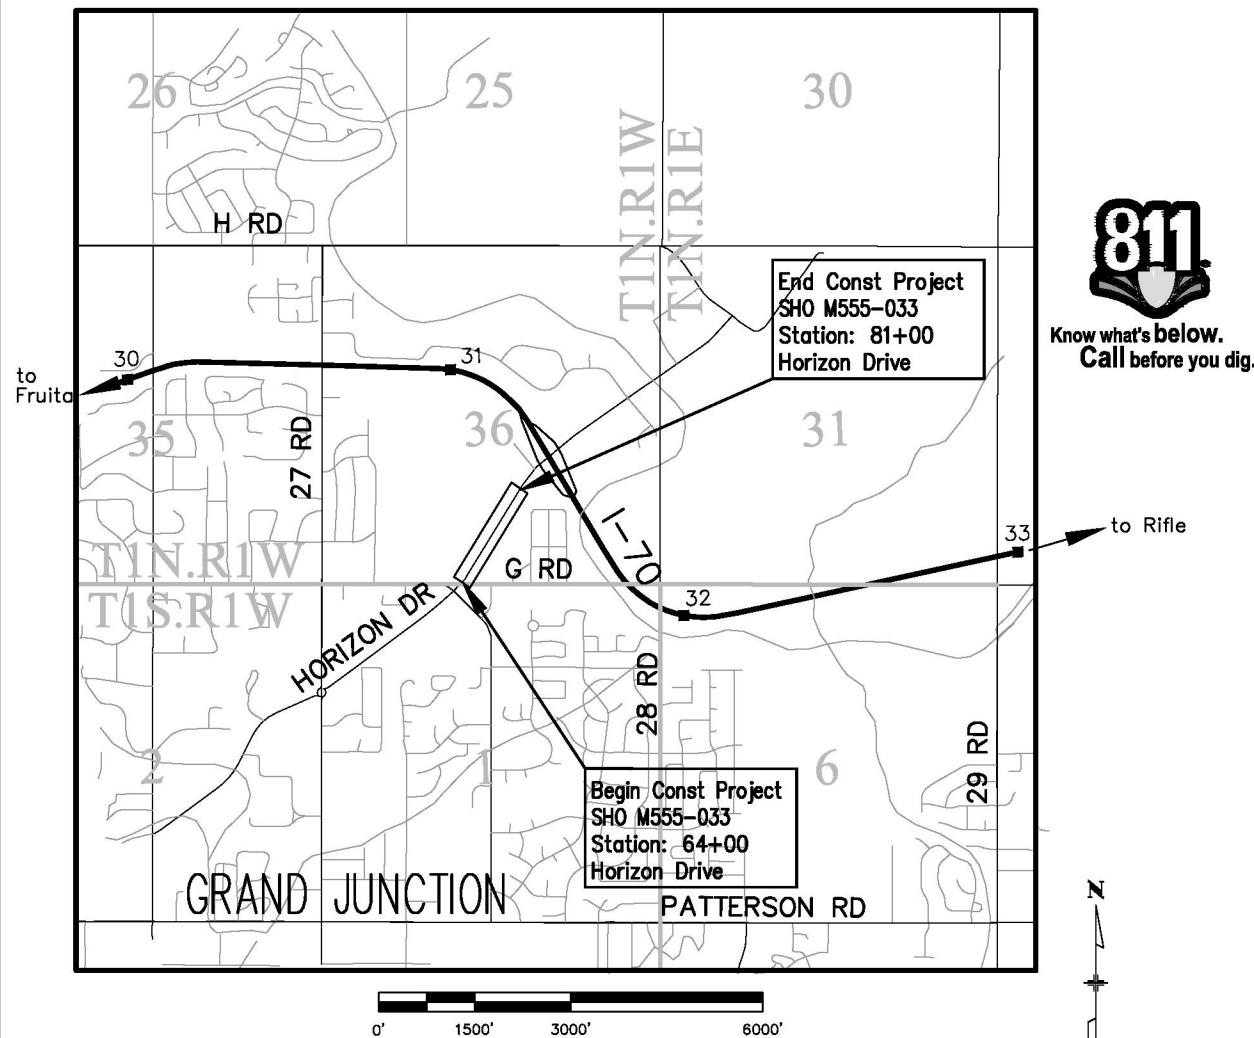 26
25
30
T1N.R1W
T1N.R1E
H RD
811
Know what's below.
Call before you dig.
End Const Project
SHO M555-033
Station: 81+00
Horizon Drive
30
31
to
Fruita
35
27 RD
36
31
I-70
33
to Rifle
T1N.R1W
G RD
T1S.R1W
HORIZON DR
32
28 RD
29 RD
2
1
6
Begin Const Project
SHO M555-033
Station: 64+00
Horizon Drive
GRAND JUNCTION
PATTERSON RD
N
0' 1500' 3000' 6000'